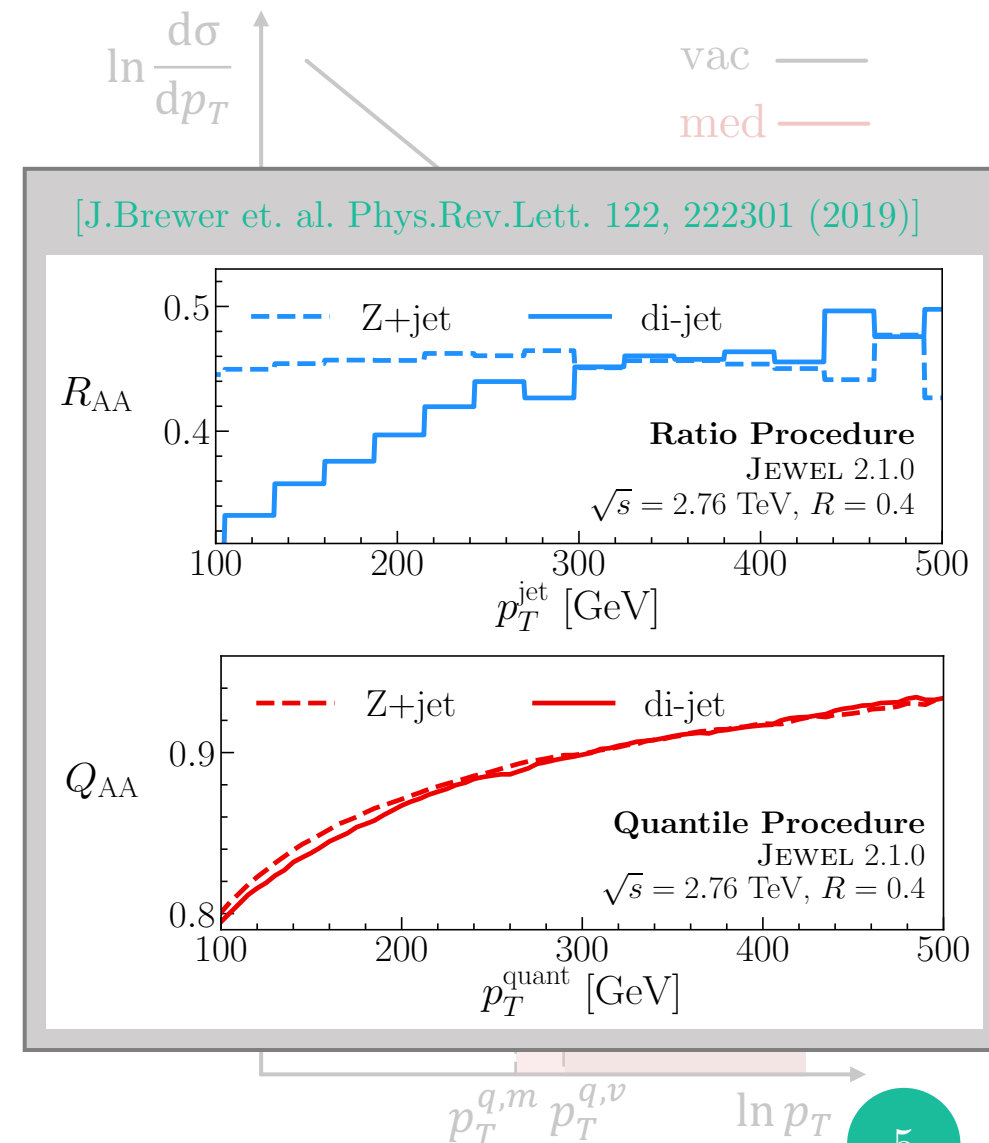 ln dσ/dp_T
vac
med
[J.Brewer et. al. Phys.Rev.Lett. 122, 222301 (2019)]
0.5
Z+jet di-jet
R_AA
0.4
Ratio Procedure
JEWEL 2.1.0
√s = 2.76 TeV, R = 0.4
100 200 300 400 500
p_T^jet [GeV]
Z+jet di-jet
0.9
Q_AA
Quantile Procedure
JEWEL 2.1.0
√s = 2.76 TeV, R = 0.4
0.8
100 200 300 400 500
p_T^quant [GeV]
p_T^q,m p_T^q,v ln p_T
5